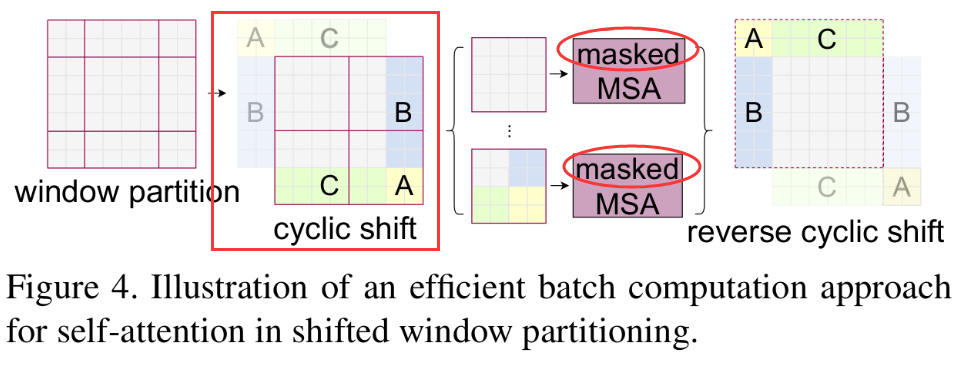 A C
B
B
C A
window partition
cyclic shift
masked
MSA
...
masked
MSA
A C
B
B
C A
reverse cyclic shift
Figure 4. Illustration of an efficient batch computation approach
for self-attention in shifted window partitioning.